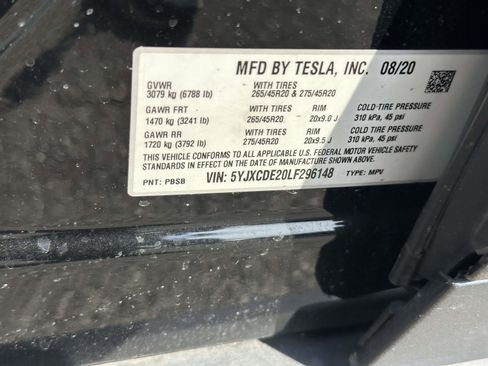 MFD BY TESLA, INC. 08/20
GVWR WITH TIRES
3079 kg (6788 lb) 265/45R20 & 275/45R20
GAWR FRT WITH TIRES RIM COLD TIRE PRESSURE
1470 kg (3241 lb) 265/45R20 20x9.0 J 310 kPa, 45 psi
GAWR RR WITH TIRES RIM COLD TIRE PRESSURE
1720 kg (3792 lb) 275/45R20 20x9.5 J 310 kPa, 45 psi
THIS VEHICLE CONFORMS TO ALL APPLICABLE U.S. FEDERAL MOTOR VEHICLE SAFETY
STANDARDS IN EFFECT ON THE DATE OF MANUFACTURE SHOWN ABOVE.
PNT: PBSB VIN: 5YJXCDE20LF296148 TYPE: MPV